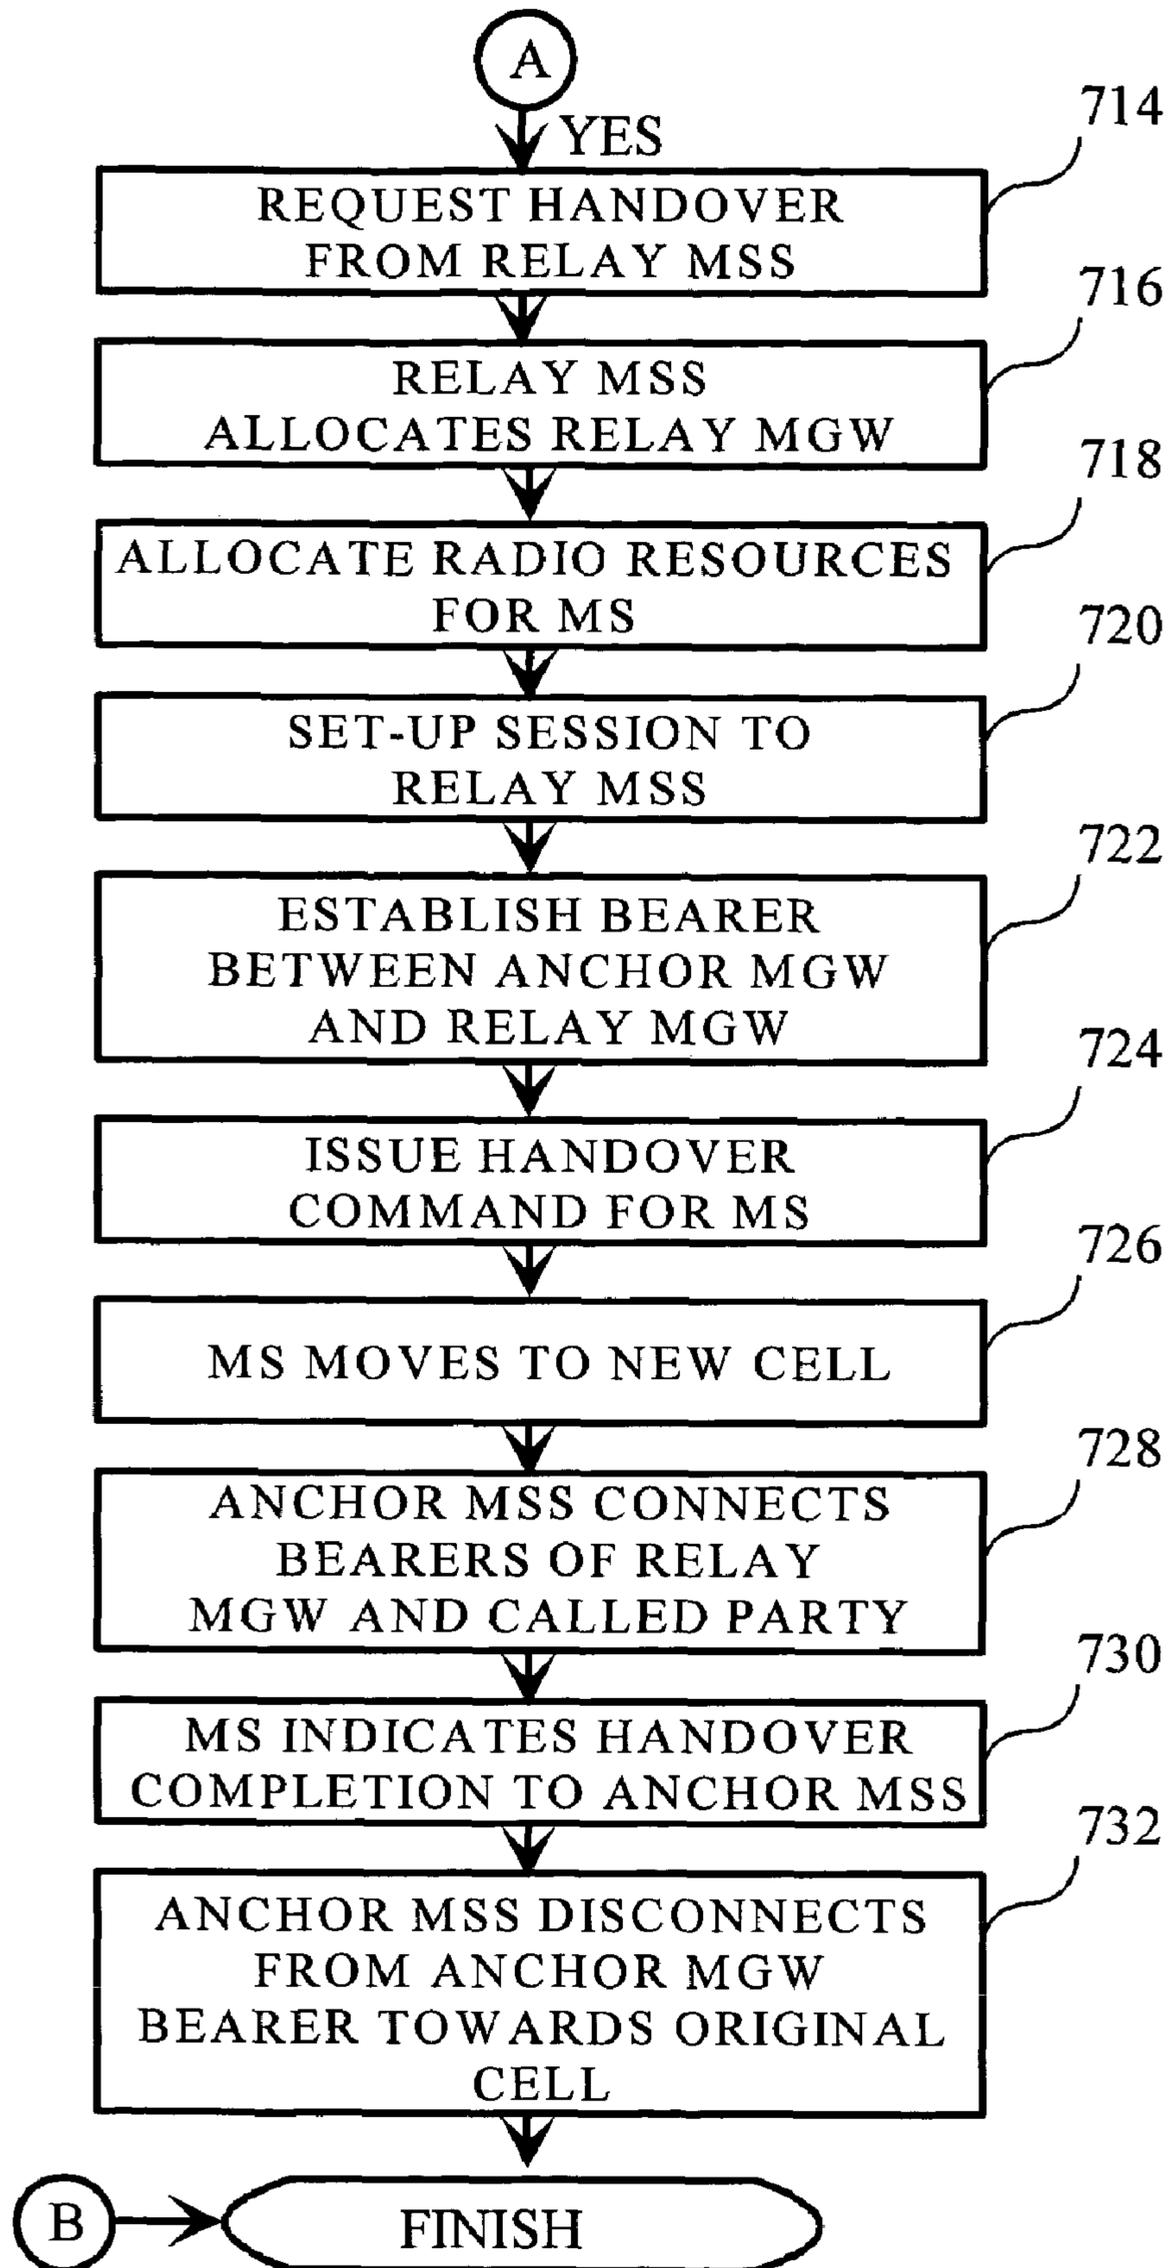 A
YES
714
REQUEST HANDOVER
FROM RELAY MSS
716
RELAY MSS
ALLOCATES RELAY MGW
718
ALLOCATE RADIO RESOURCES
FOR MS
720
SET-UP SESSION TO
RELAY MSS
722
ESTABLISH BEARER
BETWEEN ANCHOR MGW
AND RELAY MGW
724
ISSUE HANDOVER
COMMAND FOR MS
726
MS MOVES TO NEW CELL
728
ANCHOR MSS CONNECTS
BEARERS OF RELAY
MGW AND CALLED PARTY
730
MS INDICATES HANDOVER
COMPLETION TO ANCHOR MSS
732
ANCHOR MSS DISCONNECTS
FROM ANCHOR MGW
BEARER TOWARDS ORIGINAL
CELL
B
FINISH